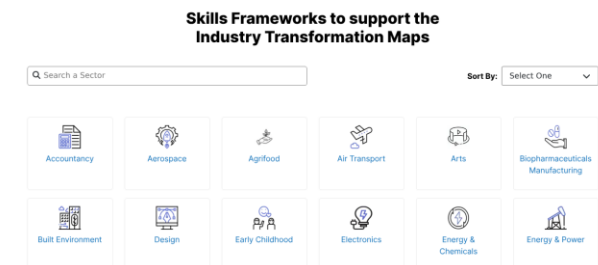 Skills Frameworks to support the
Industry Transformation Maps
Search a Sector
Sort By: Select One
Accountancy Aerospace Agrifood Air Transport Arts Biopharmaceuticals
Manufacturing
Built Environment Design Early Childhood Electronics Energy & Energy & Power
Chemicals